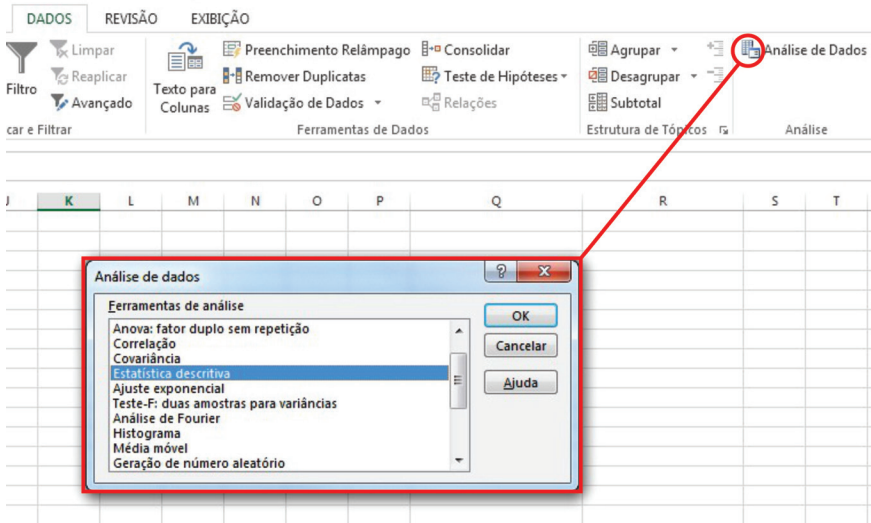 DADOS REVISÃO EXIBIÇÃO
Limpar
Reaplicar
Avançado
Filtro
car e Filtrar
Texto para
Colunas
Preenchimento Relâmpago
Remover Duplicatas
Validação de Dados
Consolidar
Teste de Hipóteses
Relações
Ferramentas de Dados
Agrupar
Desagrupar
Subtotal
Estrutura de Tópicos
Análise de Dados
Análise
J K L M N O P Q R S T
Análise de dados
Ferramentas de análise
Anova: fator duplo sem repetição
Correlação
Covariância
Estatística descritiva
Ajuste exponencial
Teste-F: duas amostras para variâncias
Análise de Fourier
Histograma
Média móvel
Geração de número aleatório
OK
Cancelar
Ajuda